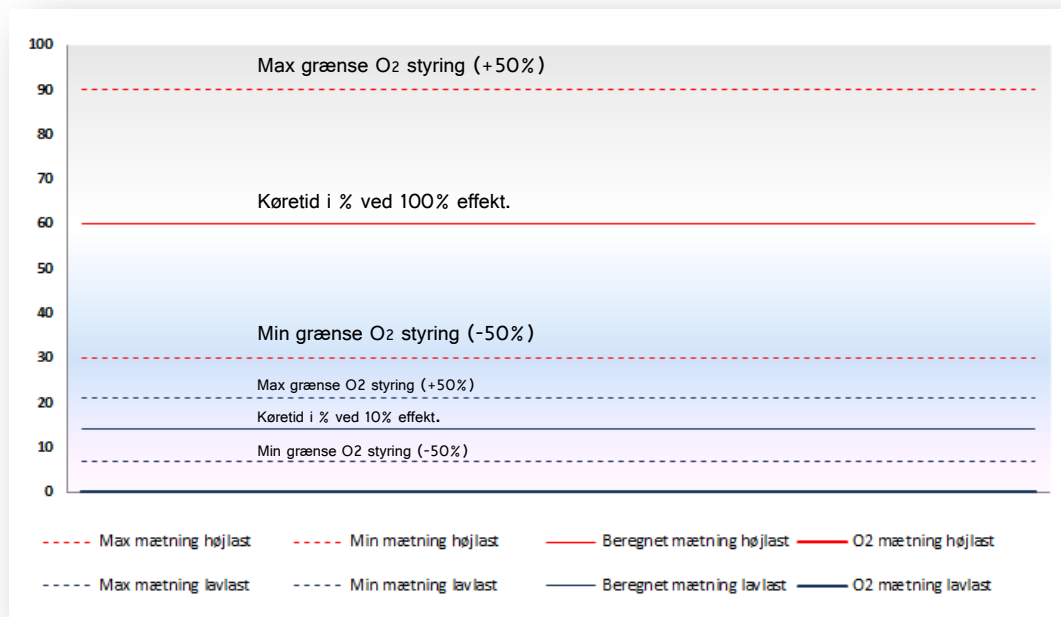 100
Max grænse O2 styring (+50%)
90
80
70
Køretid i % ved 100% effekt.
60
50
40
Min grænse O2 styring (-50%)
30
Max grænse O2 styring (+50%)
20
Køretid i % ved 10% effekt.
10
Min grænse O2 styring (-50%)
0
Max mætning højlast Min mætning højlast Beregnet mætning højlast O2 mætning højlast
Max mætning lavlast Min mætning lavlast Beregnet mætning lavlast O2 mætning lavlast